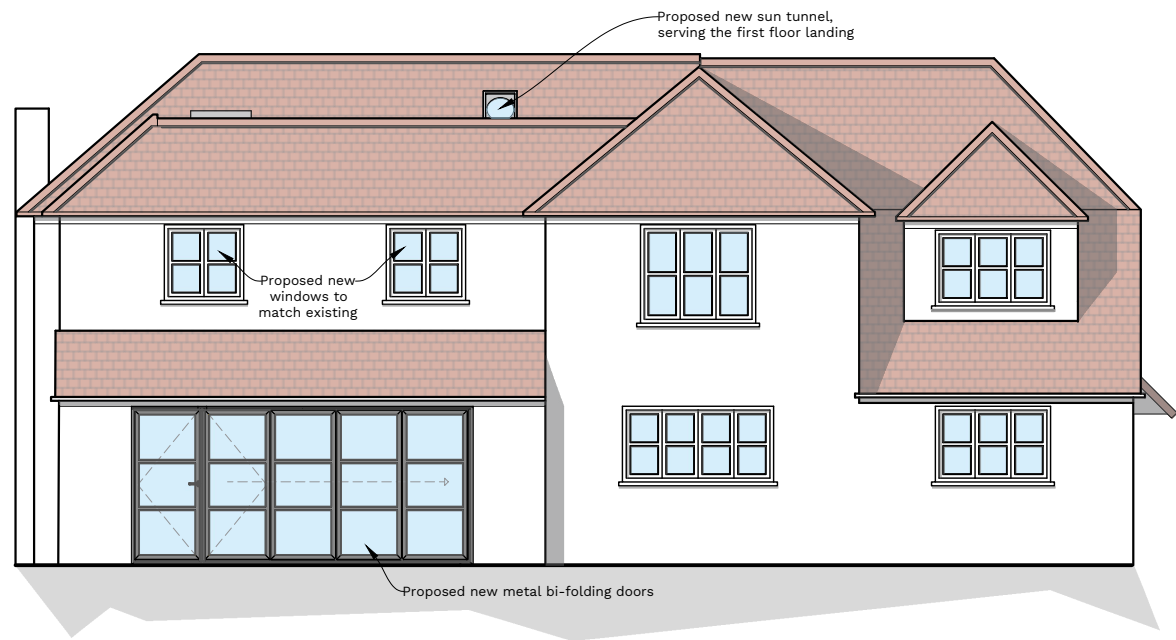 Proposed new sun tunnel,
serving the first floor landing
Proposed new
windows to
match existing
Proposed new metal bi-folding doors